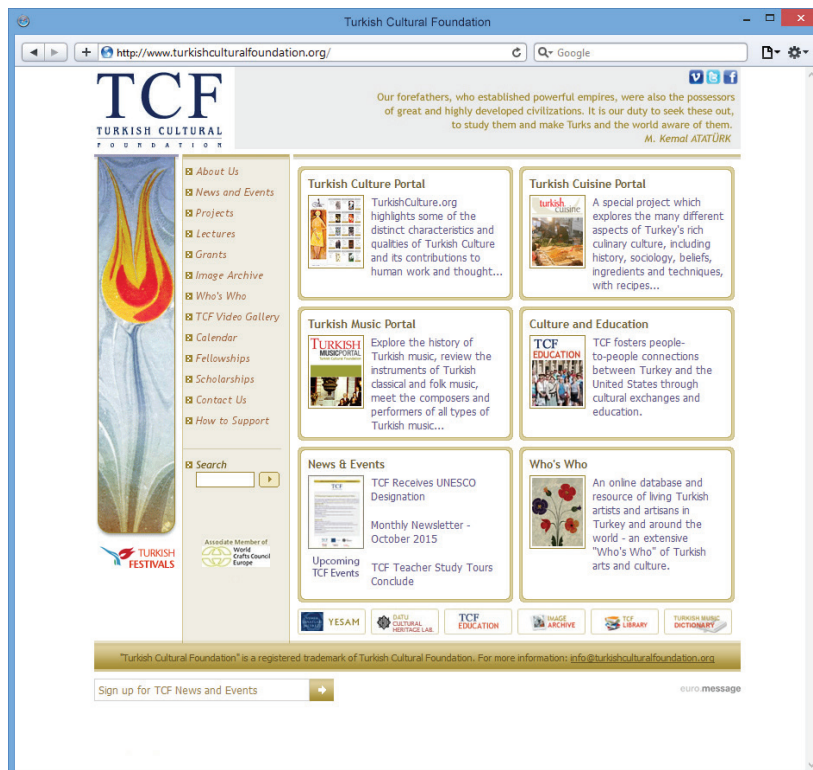 Turkish Cultural Foundation
http://www.turkishculturalfoundation.org/
Google
TCF
TURKISH CULTURAL
FOUNDATION
Our forefathers, who established powerful empires, were also the possessors
of great and highly developed civilizations. It is our duty to seek these out,
to study them and make Turks and the world aware of them.
M. Kemal ATATÜRK
About Us
News and Events
Projects
Lectures
Grants
Image Archive
Who's Who
TCF Video Gallery
Calendar
Fellowships
Scholarships
Contact Us
How to Support
Search
TURKISH
FESTIVALS
Associate Member of
World
Crafts Council
Europe
Turkish Culture Portal
TurkishCulture.org
highlights some of the
distinct characteristics and
qualities of Turkish Culture
and its contributions to
human work and thought...
Turkish Cuisine Portal
turkish
cuisine
A special project which
explores the many different
aspects of Turkey's rich
culinary culture, including
history, sociology, beliefs,
ingredients and techniques,
with recipes...
Turkish Music Portal
TURKISH
MUSICPORTAL
Explore the history of
Turkish music, review the
instruments of Turkish
classical and folk music,
meet the composers and
performers of all types of
Turkish music...
Culture and Education
TCF
EDUCATION
TCF fosters people-
to-people connections
between Turkey and the
United States through
cultural exchanges and
education.
News & Events
TCF
Upcoming
TCF Events
TCF Receives UNESCO
Designation
Monthly Newsletter -
October 2015
TCF Teacher Study Tours
Conclude
Who's Who
An online database and
resource of living Turkish
artists and artisans in
Turkey and around the
world - an extensive
"Who's Who" of Turkish
arts and culture.
YESAM
DATU
CULTURAL
HERITAGE LAB.
TCF
EDUCATION
IMAGE
ARCHIVE
TCF
LIBRARY
TURKISH MUSIC
DICTIONARY
"Turkish Cultural Foundation" is a registered trademark of Turkish Cultural Foundation. For more information: info@turkishculturalfoundation.org
Sign up for TCF News and Events
euro.message